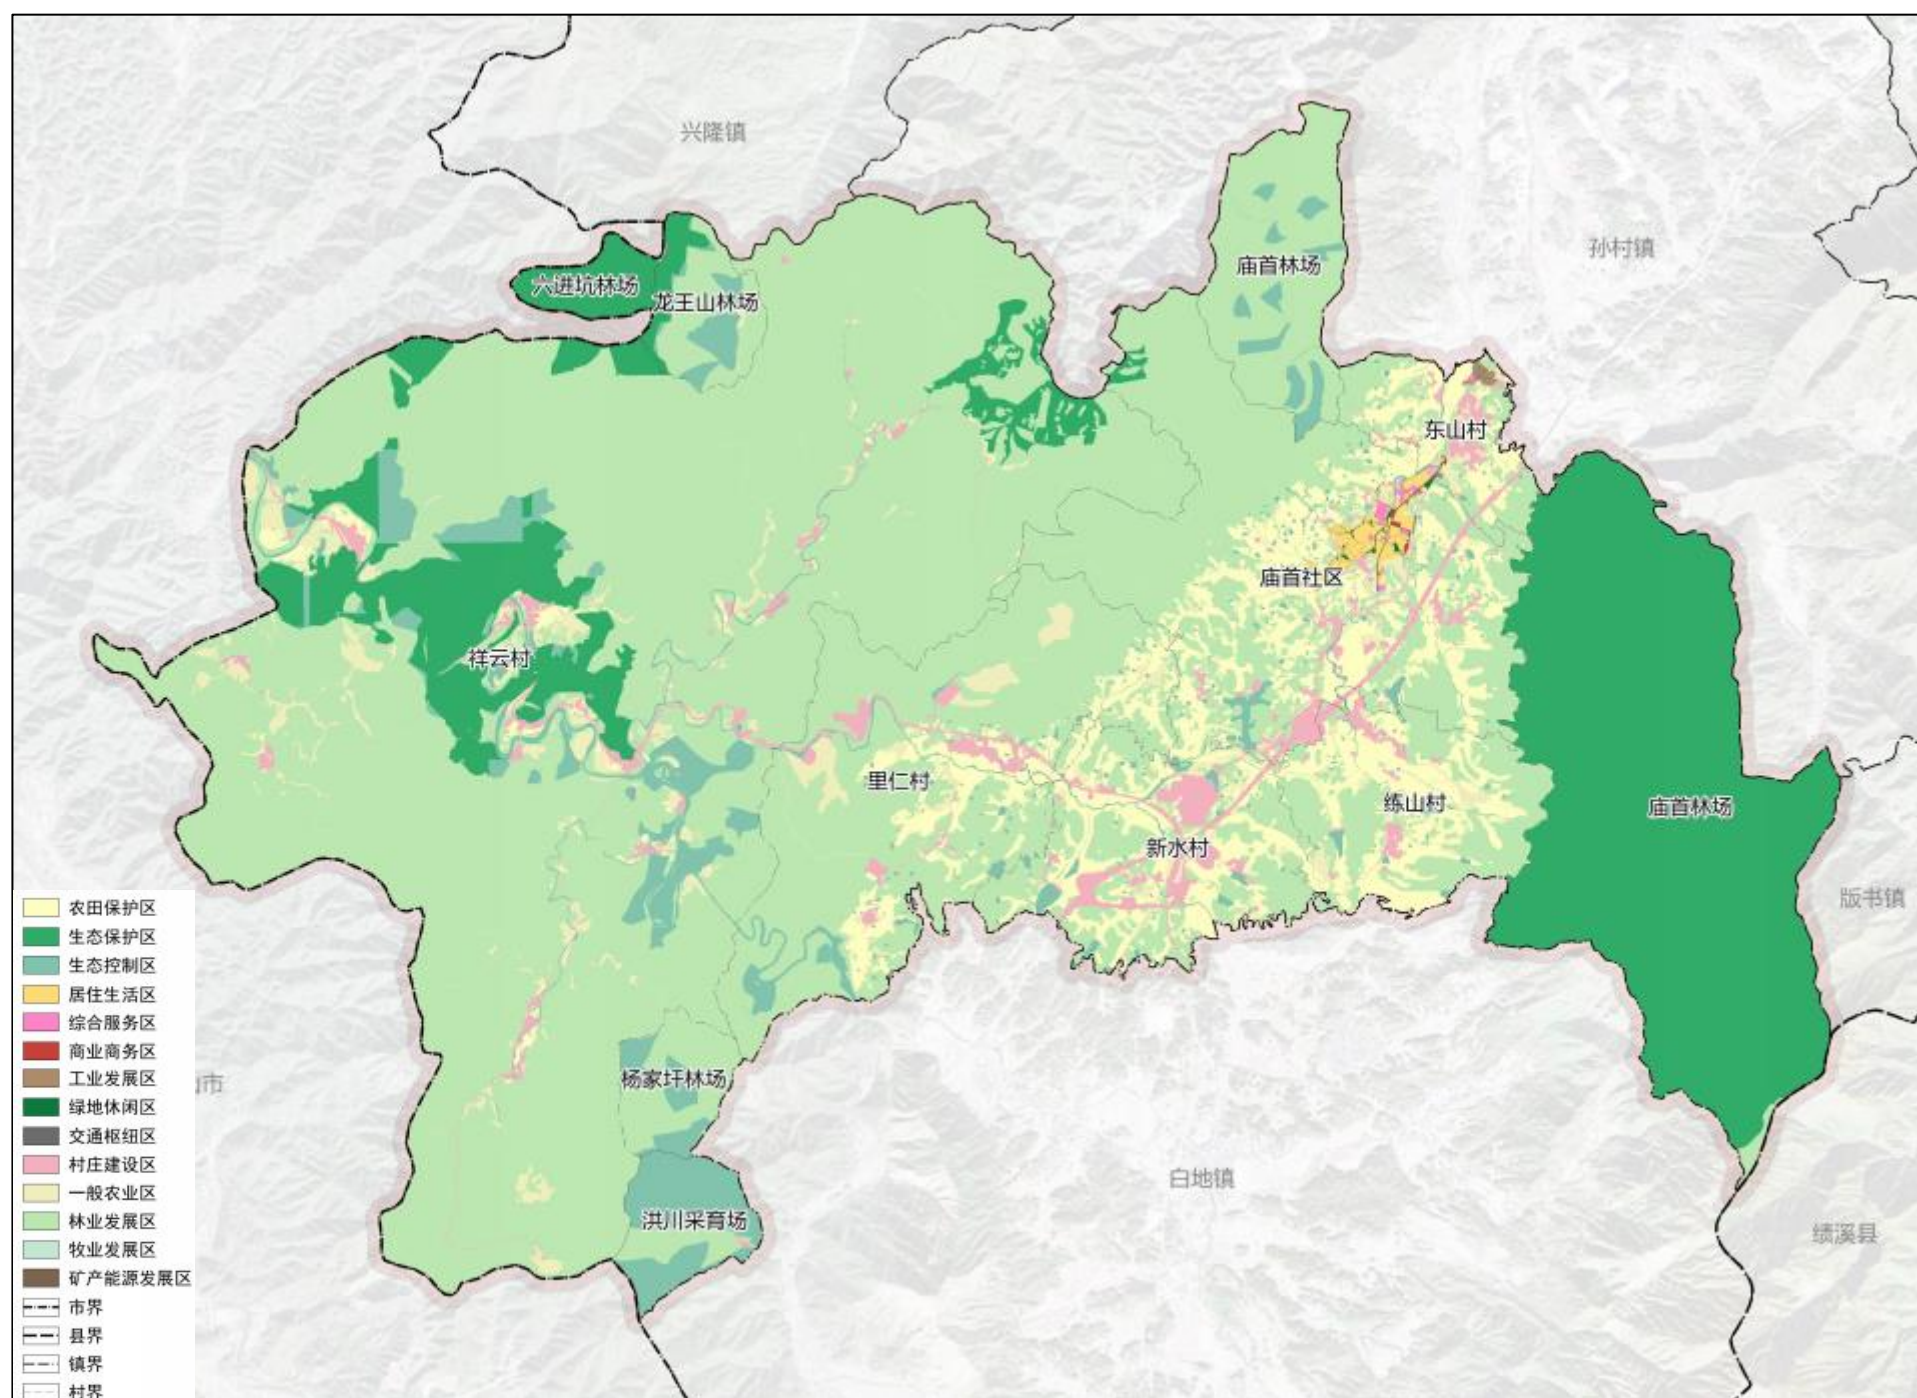 兴隆镇
孙村镇
庙首林场
六进坑林场
龙王山林场
东山村
庙首社区
祥云村
里仁村
练山村
庙首林场
新水村
版书镇
杨家圩林场
山市
白地镇
洪川采育场
绩溪县
农田保护区
生态保护区
生态控制区
居住生活区
综合服务区
商业商务区
工业发展区
绿地休闲区
交通枢纽区
村庄建设区
一般农业区
林业发展区
牧业发展区
矿产能源发展区
市界
县界
镇界
村界